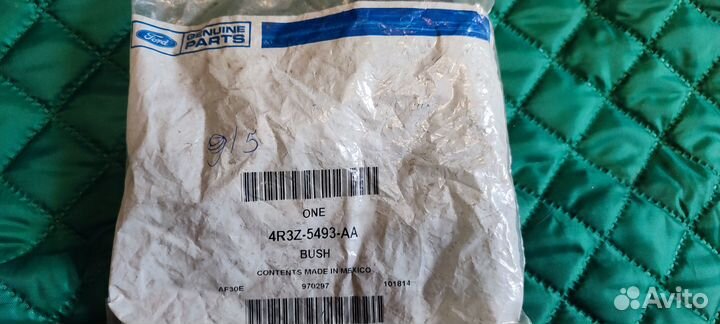 Ford
GENUINE
PARTS
915
ONE
4R3Z-5493-AA
BUSH
CONTENTS MADE IN MEXICO
AF30E 970297 101814
Avito